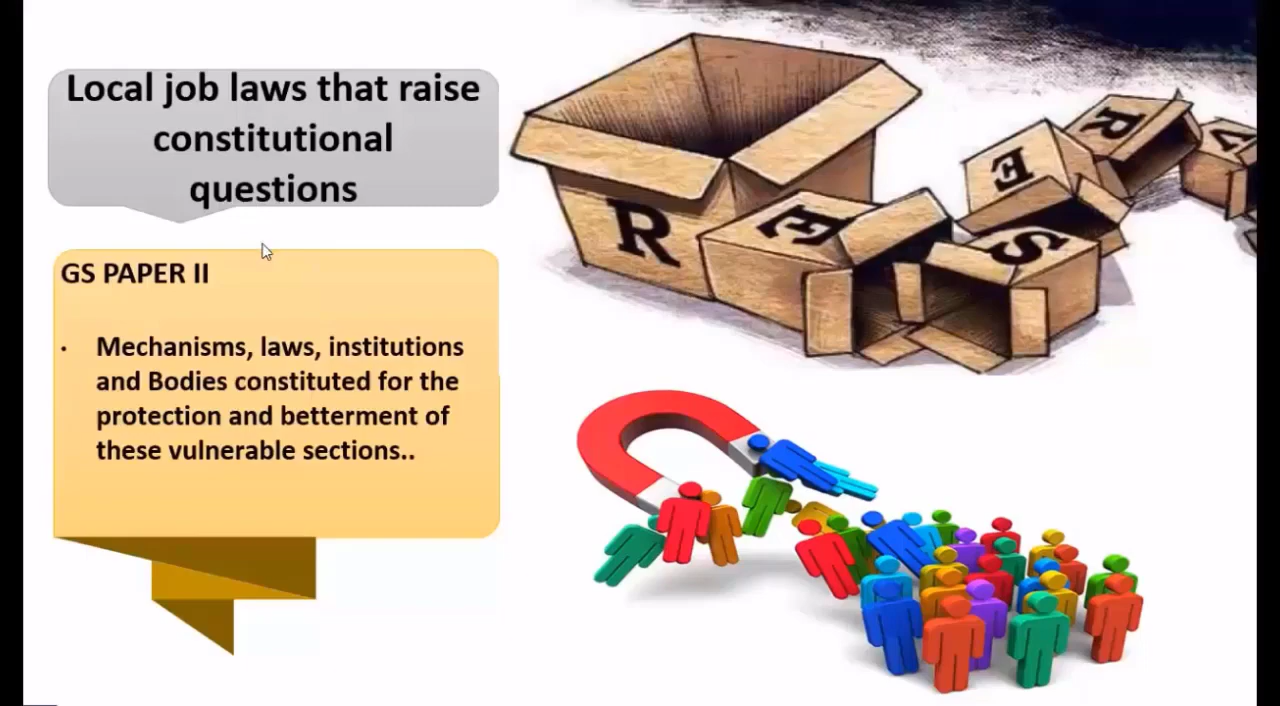 Local job laws that raise
constitutional
questions
GS PAPER II
· Mechanisms, laws, institutions
and Bodies constituted for the
protection and betterment of
these vulnerable sections..
R E S E R V